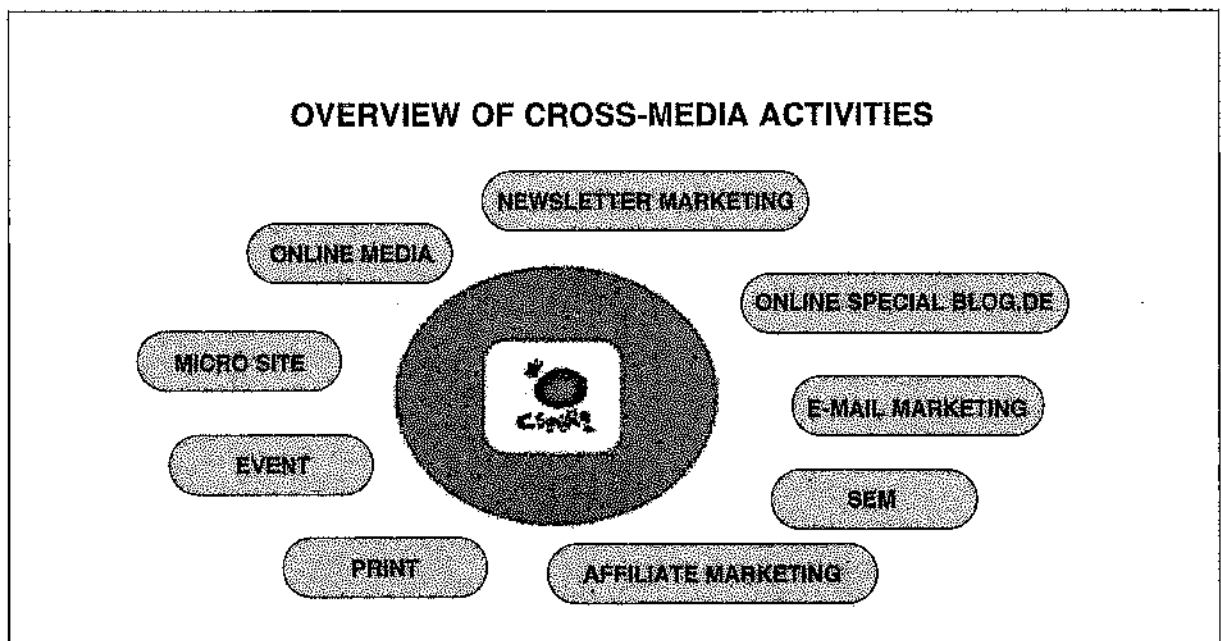 OVERVIEW OF CROSS-MEDIA ACTIVITIES
NEWSLETTER MARKETING
ONLINE MEDIA
ONLINE SPECIAL BLOG.DE
MICRO SITE
E-MAIL MARKETING
EVENT
SEM
PRINT
AFFILIATE MARKETING